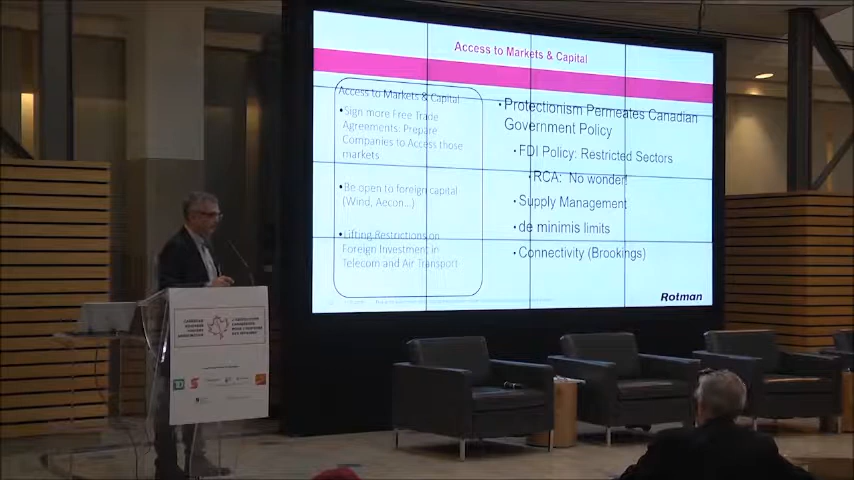 Access to Markets & Capital
Access to Markets & Capital
•Sign more Free Trade
Agreements: Prepare
Companies to Access those
markets
•Be open to foreign capital
(Wind, Aecon...)
•Lifting Restrictions on
Foreign Investment in
Telecom and Air Transport
•Protectionism Permeates Canadian
Government Policy
•FDI Policy: Restricted Sectors
•RCA: No wonder!
•Supply Management
•de minimis limits
•Connectivity (Brookings)
Rotman
TD